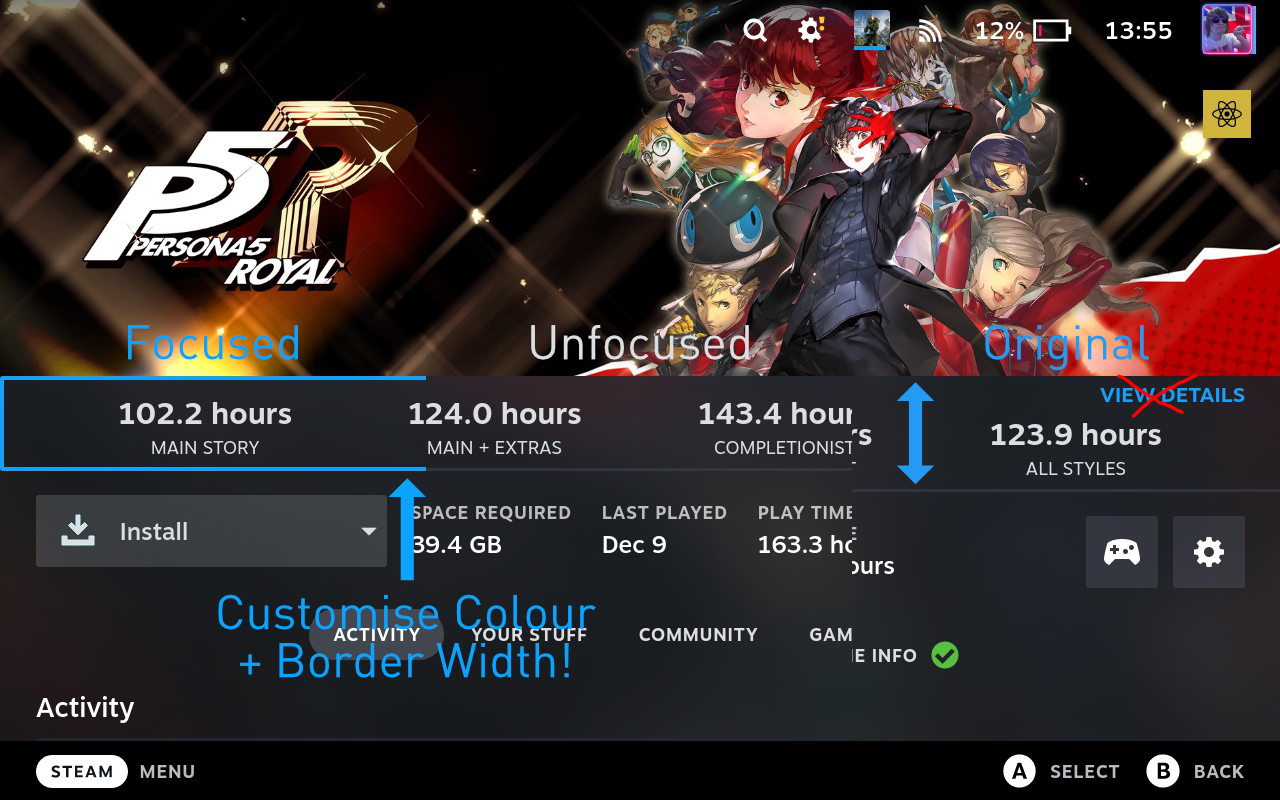 12%
13:55
P5R
PERSONA5
ROYAL
Focused
Unfocused
Original
VIEW DETAILS
102.2 hours
124.0 hours
143.4 hour
rs
123.9 hours
MAIN STORY
MAIN + EXTRAS
COMPLETIONIST
ALL STYLES
Install
SPACE REQUIRED
LAST PLAYED
PLAY TIME
39.4 GB
Dec 9
163.3 ho
ours
Customise Colour
+ Border Width!
ACTIVITY
YOUR STUFF
COMMUNITY
GAM
E INFO
Activity
STEAM
MENU
A
SELECT
B
BACK